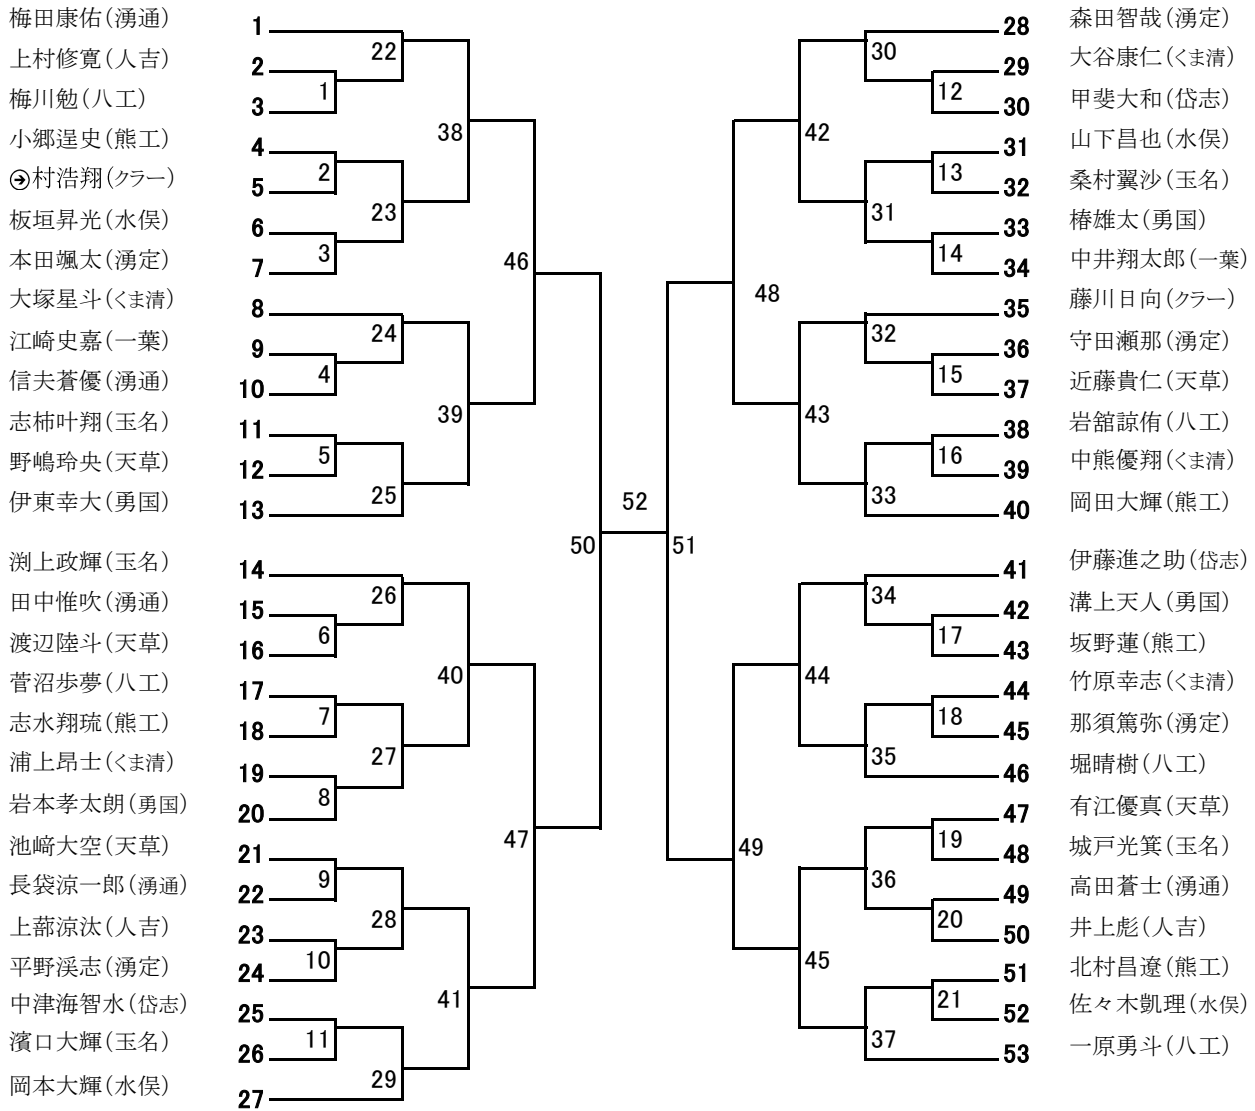 梅田康佑(湧通) 1
上村修寛(人吉) 2
梅川勉(八工) 3
小郷逞史(熊工) 4
村浩翔(クラー) 5
板垣昇光(水俣) 6
本田颯太(湧定) 7
大塚星斗(くま清) 8
江崎史嘉(一葉) 9
信夫蒼優(湧通) 10
志柿叶翔(玉名) 11
野嶋玲央(天草) 12
伊東幸大(勇国) 13
渕上政輝(玉名) 14
田中惟吹(湧通) 15
渡辺陸斗(天草) 16
菅沼歩夢(八工) 17
志水翔琉(熊工) 18
浦上昂士(くま清) 19
岩本孝太朗(勇国) 20
池﨑大空(天草) 21
長袋涼一郎(湧通) 22
上蔀涼汰(人吉) 23
平野渓志(湧定) 24
中津海智水(岱志) 25
濱口大輝(玉名) 26
岡本大輝(水俣) 27
1
2
3
4
5
6
7
8
9
10
11
22
23
24
25
26
27
28
29
38
39
40
41
46
47
50
52
51
48
49
42
43
44
45
30
31
32
33
34
35
36
37
12
13
14
15
16
17
18
19
20
21
28 森田智哉(湧定)
29 大谷康仁(くま清)
30 甲斐大和(岱志)
31 山下昌也(水俣)
32 桑村翼沙(玉名)
33 椿雄太(勇国)
34 中井翔太郎(一葉)
35 藤川日向(クラー)
36 守田瀬那(湧定)
37 近藤貴仁(天草)
38 岩舘諒侑(八工)
39 中熊優翔(くま清)
40 岡田大輝(熊工)
41 伊藤進之助(岱志)
42 溝上天人(勇国)
43 坂野蓮(熊工)
44 竹原幸志(くま清)
45 那須篤弥(湧定)
46 堀晴樹(八工)
47 有江優真(天草)
48 城戸光箕(玉名)
49 高田蒼士(湧通)
50 井上彪(人吉)
51 北村昌遼(熊工)
52 佐々木凱理(水俣)
53 一原勇斗(八工)